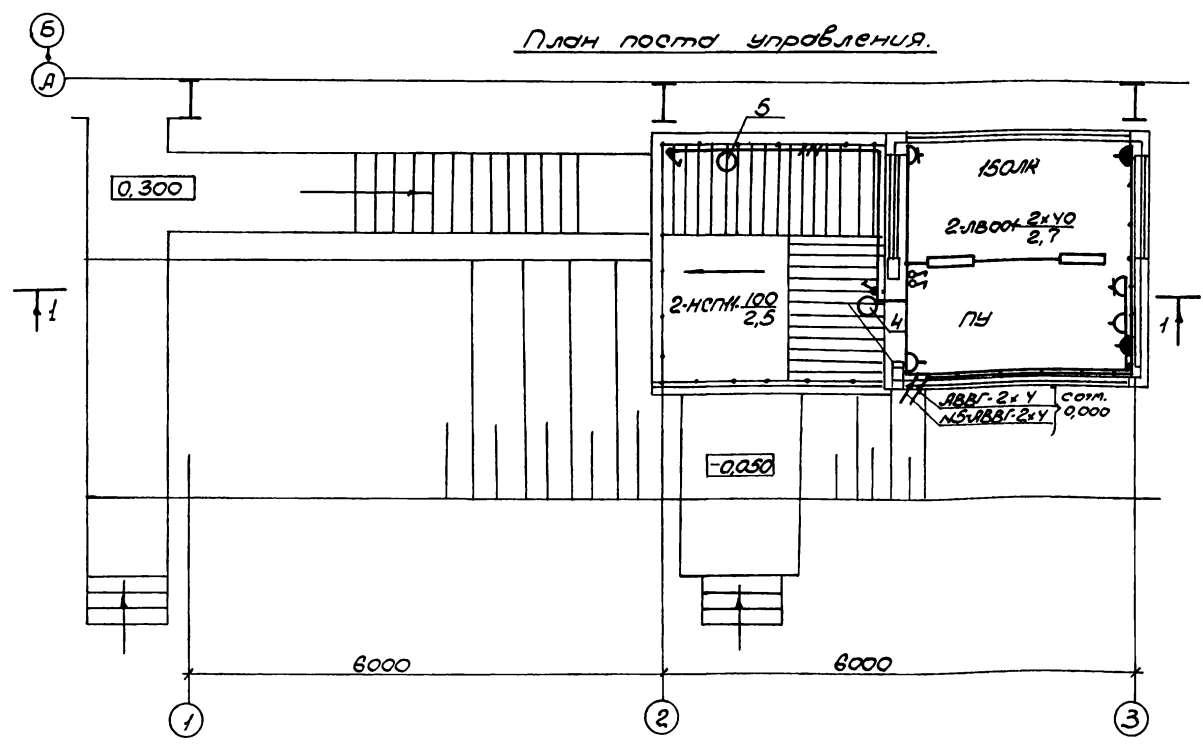 План поста управления.
Б
А
5
0,300
150ЛК
2-ЛВ001 2х40
2,7
2-НСП11 100
2,5
4
ПУ
1
1
АВВГ-2х4
N5-АВВГ-2х4
с отм.
0,000
-0,050
6000
6000
1
2
3